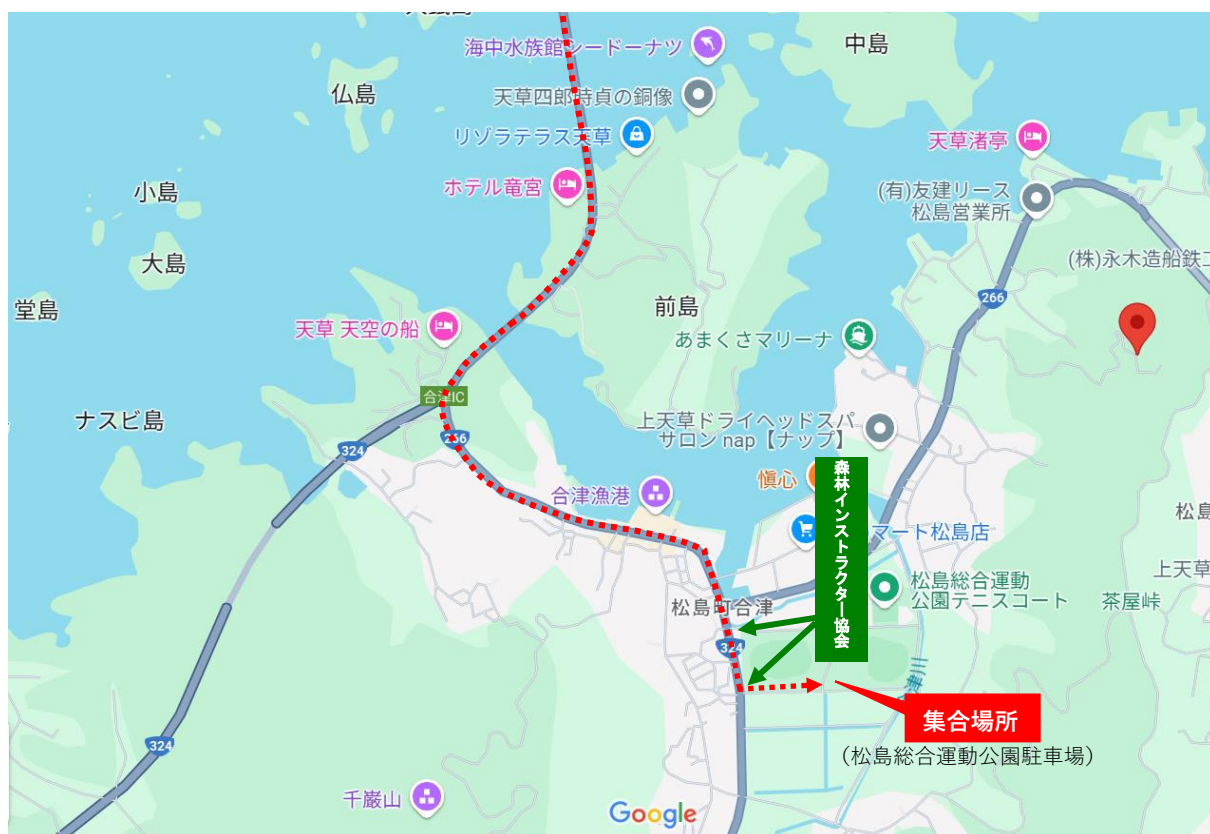 海中水族館シードーナツ
中島
仏島
天草四郎時貞の銅像
リゾラテラス天草
天草渚亭
ホテル竜宮
(有)友建リース
松島営業所
小島
大島
(株)永木造船鉄工
堂島
266
前島
天草 天空の船
あまくさマリーナ
合津IC
ナスビ島
上天草ドライヘッドスパ
サロン nap【ナップ】
266
324
森林インストラクター協会
愼心
合津漁港
松島
マート松島店
上天草
松島総合運動
公園テニスコート
茶屋峠
松島町合津
324
津川
集合場所
(松島総合運動公園駐車場)
324
千巌山
Google